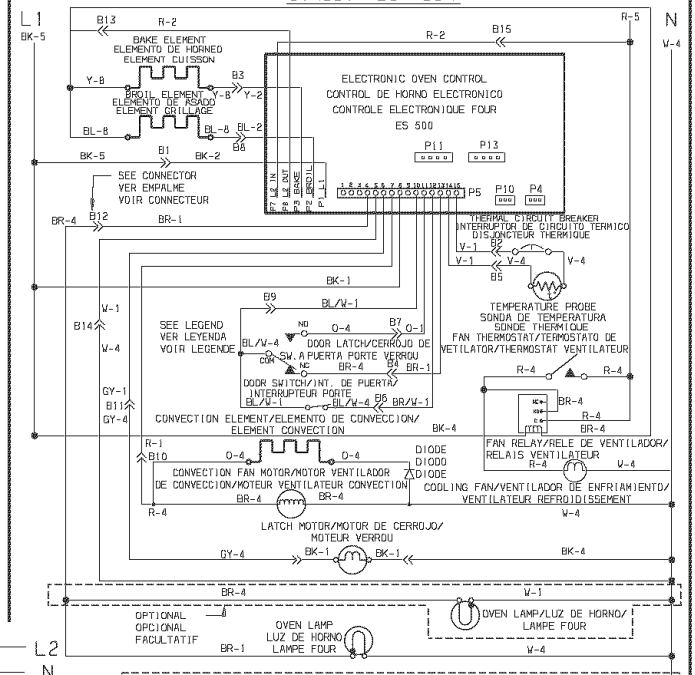 L1
BK-5
B13
R-2
BAKE ELEMENT
ELEMENTO DE HORNEO
ELEMENT CUISSON
Y-8
Y-8
B3
Y-2
BROIL ELEMENT
ELEMENTO DE ASADO
ELEMENT GRILLAGE
BL-8
BL-8
BL-2
B8
BK-5
B1
BK-2
R-2
B15
R-5
N
W-4
ELECTRONIC OVEN CONTROL
CONTROL DE HORNO ELECTRONICO
CONTROLE ELECTRONIQUE FOUR
ES 500
P11
P13
P10
P4
P5
1 2 3 4 5 6 7 8 9 10 11 12 13 14 15
P7 L2 IN
P8 L2 OUT
P3 BAKE
P2 BROIL
P1 L1
SEE CONNECTOR
VER EMPALME
VOIR CONNECTEUR
BR-4
B12
BR-1
THERMAL CIRCUIT BREAKER
INTERRUPTOR DE CIRCUITO TERMICO
DISJONCTEUR THERMIQUE
V-1
B2
V-1
V-4
V-4
B5
BK-1
TEMPERATURE PROBE
SONDA DE TEMPERATURA
SONDE THERMIQUE
B9
BL/W-1
W-1
B14
W-4
SEE LEGEND
VER LEYENDA
VOIR LEGENDE
BL/W-4
NO
O-4
B7
O-1
DOOR LATCH/CERROJO DE
SW.A PUERTA PORTE VERROU
COM
NC
BR-4
B4
BR-1
DOOR SWITCH/INT. DE PUERTA/
INTERRUPTEUR PORTE
BL/W-1
BL/W-4
B6
BR/W-1
FAN THERMOSTAT/TERMOSTATO DE
VETILATOR/THERMOSTAT VENTILATEUR
R-4
R-4
BR-4
R-4
GY-1
B11
GY-4
CONVECTION ELEMENT/ELEMENTO DE CONVECCION/
ELEMENT CONVECTION
BK-4
FAN RELAY/RELE DE VENTILADOR/
RELAIS VENTILATEUR
R-1
B10
O-4
O-4
DIODE
DIODO
DIODE
R-4
W-4
CONVECTION FAN MOTOR/MOTOR VENTILADOR
DE CONVECCION/MOTEUR VENTILATEUR CONVECTION
COOLING FAN/VENTILADOR DE ENFRIAMIENTO/
VENTILATEUR REFROIDISSEMENT
BR-4
BR-4
R-4
W-4
LATCH MOTOR/MOTOR DE CERROJO/
MOTEUR VERROU
GY-4
BK-1
BK-1
BK-4
BR-4
W-1
OPTIONAL
OPCIONAL
FACULTATIF
OVEN LAMP/LUZ DE HORNO/
LAMPE FOUR
OVEN LAMP
LUZ DE HORNO
LAMPE FOUR
L2
BR-1
W-4
N